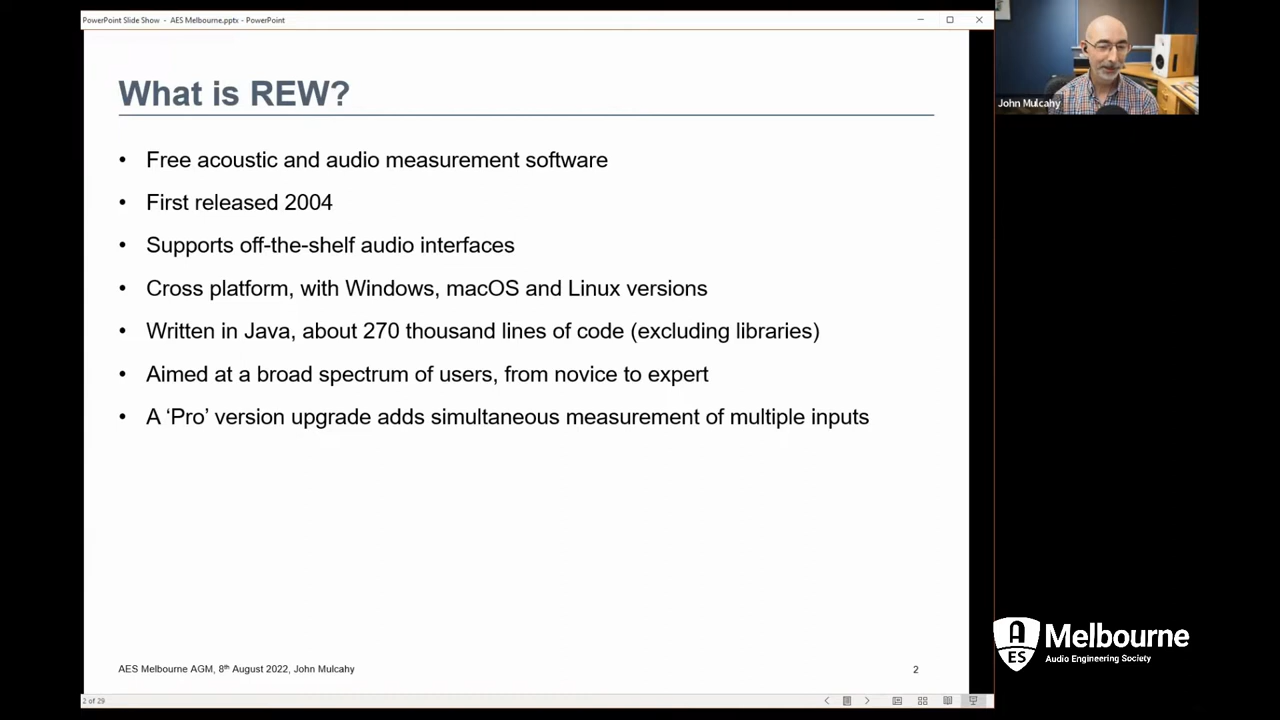 PowerPoint Slide Show - AES Melbourne.pptx - PowerPoint
What is REW?
• Free acoustic and audio measurement software
• First released 2004
• Supports off-the-shelf audio interfaces
• Cross platform, with Windows, macOS and Linux versions
• Written in Java, about 270 thousand lines of code (excluding libraries)
• Aimed at a broad spectrum of users, from novice to expert
• A ‘Pro’ version upgrade adds simultaneous measurement of multiple inputs
AES Melbourne AGM, 8th August 2022, John Mulcahy
2
2 of 29
John Mulcahy
A
ES
Melbourne
Audio Engineering Society